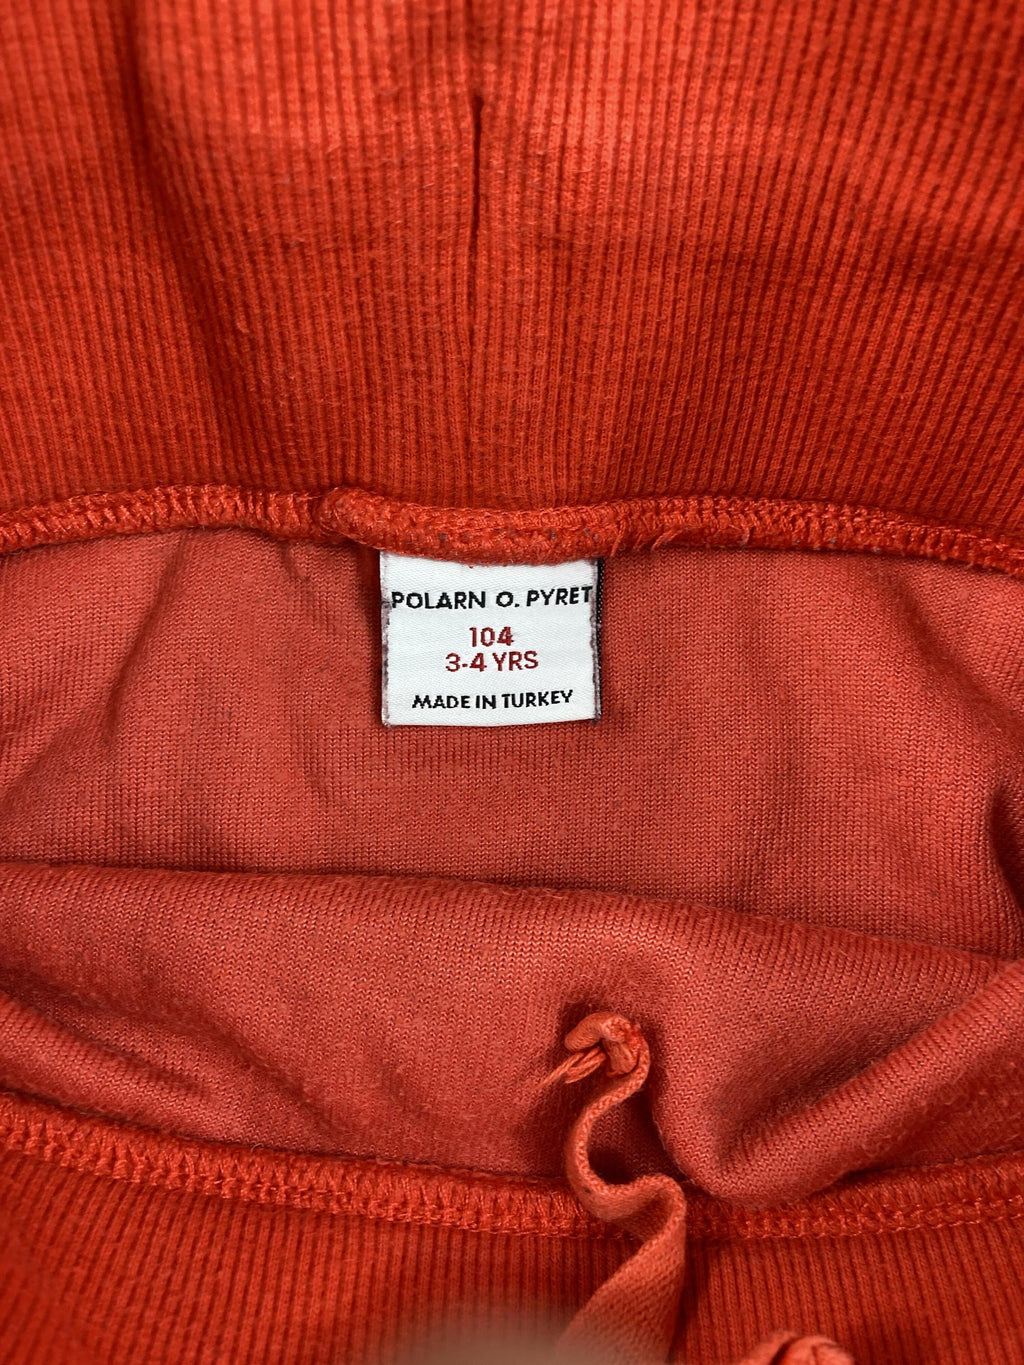 POLARN O. PYRET
104
3-4 YRS
MADE IN TURKEY